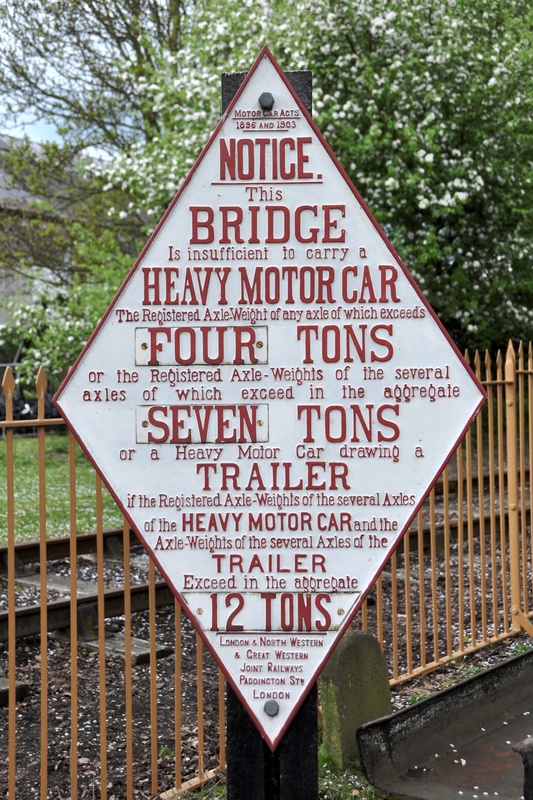 MOTOR CAR ACTS
1896 AND 1903
NOTICE.
This
BRIDGE
Is insufficient to carry a
HEAVY MOTOR CAR
The Registered Axle-Weight of any axle of which exceeds
FOUR TONS
or the Registered Axle-Weights of the several
axles of which exceed in the aggregate
SEVEN TONS
or a Heavy Motor Car drawing a
TRAILER
if the Registered Axle-Weights of the several Axles
of the HEAVY MOTOR CAR and the
Axle-Weights of the several Axles of the
TRAILER
Exceed in the aggregate
12 TONS
LONDON & NORTH WESTERN
& GREAT WESTERN
JOINT RAILWAYS
PADDINGTON STN
LONDON